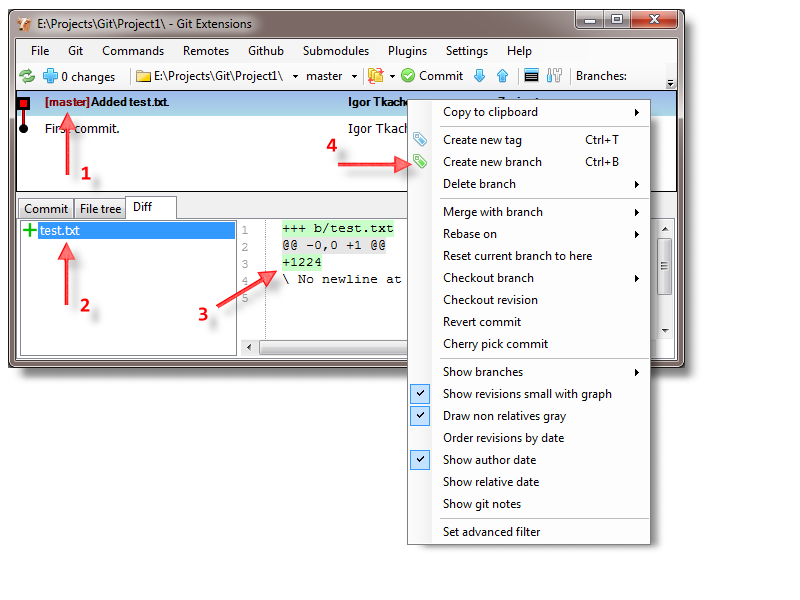 E:\Projects\Git\Project1\ - Git Extensions
File Git Commands Remotes Github Submodules Plugins Settings Help
0 changes E:\Projects\Git\Project1\ master Commit Branches:
[master] Added test.txt. Igor Tkache
First commit. Igor Tkach
1
4
Commit File tree Diff
test.txt
1 +++ b/test.txt
2 @@ -0,0 +1 @@
3 +1224
4 \ No newline at
5
2
3
Copy to clipboard
Create new tag Ctrl+T
Create new branch Ctrl+B
Delete branch
Merge with branch
Rebase on
Reset current branch to here
Checkout branch
Checkout revision
Revert commit
Cherry pick commit
Show branches
Show revisions small with graph
Draw non relatives gray
Order revisions by date
Show author date
Show relative date
Show git notes
Set advanced filter